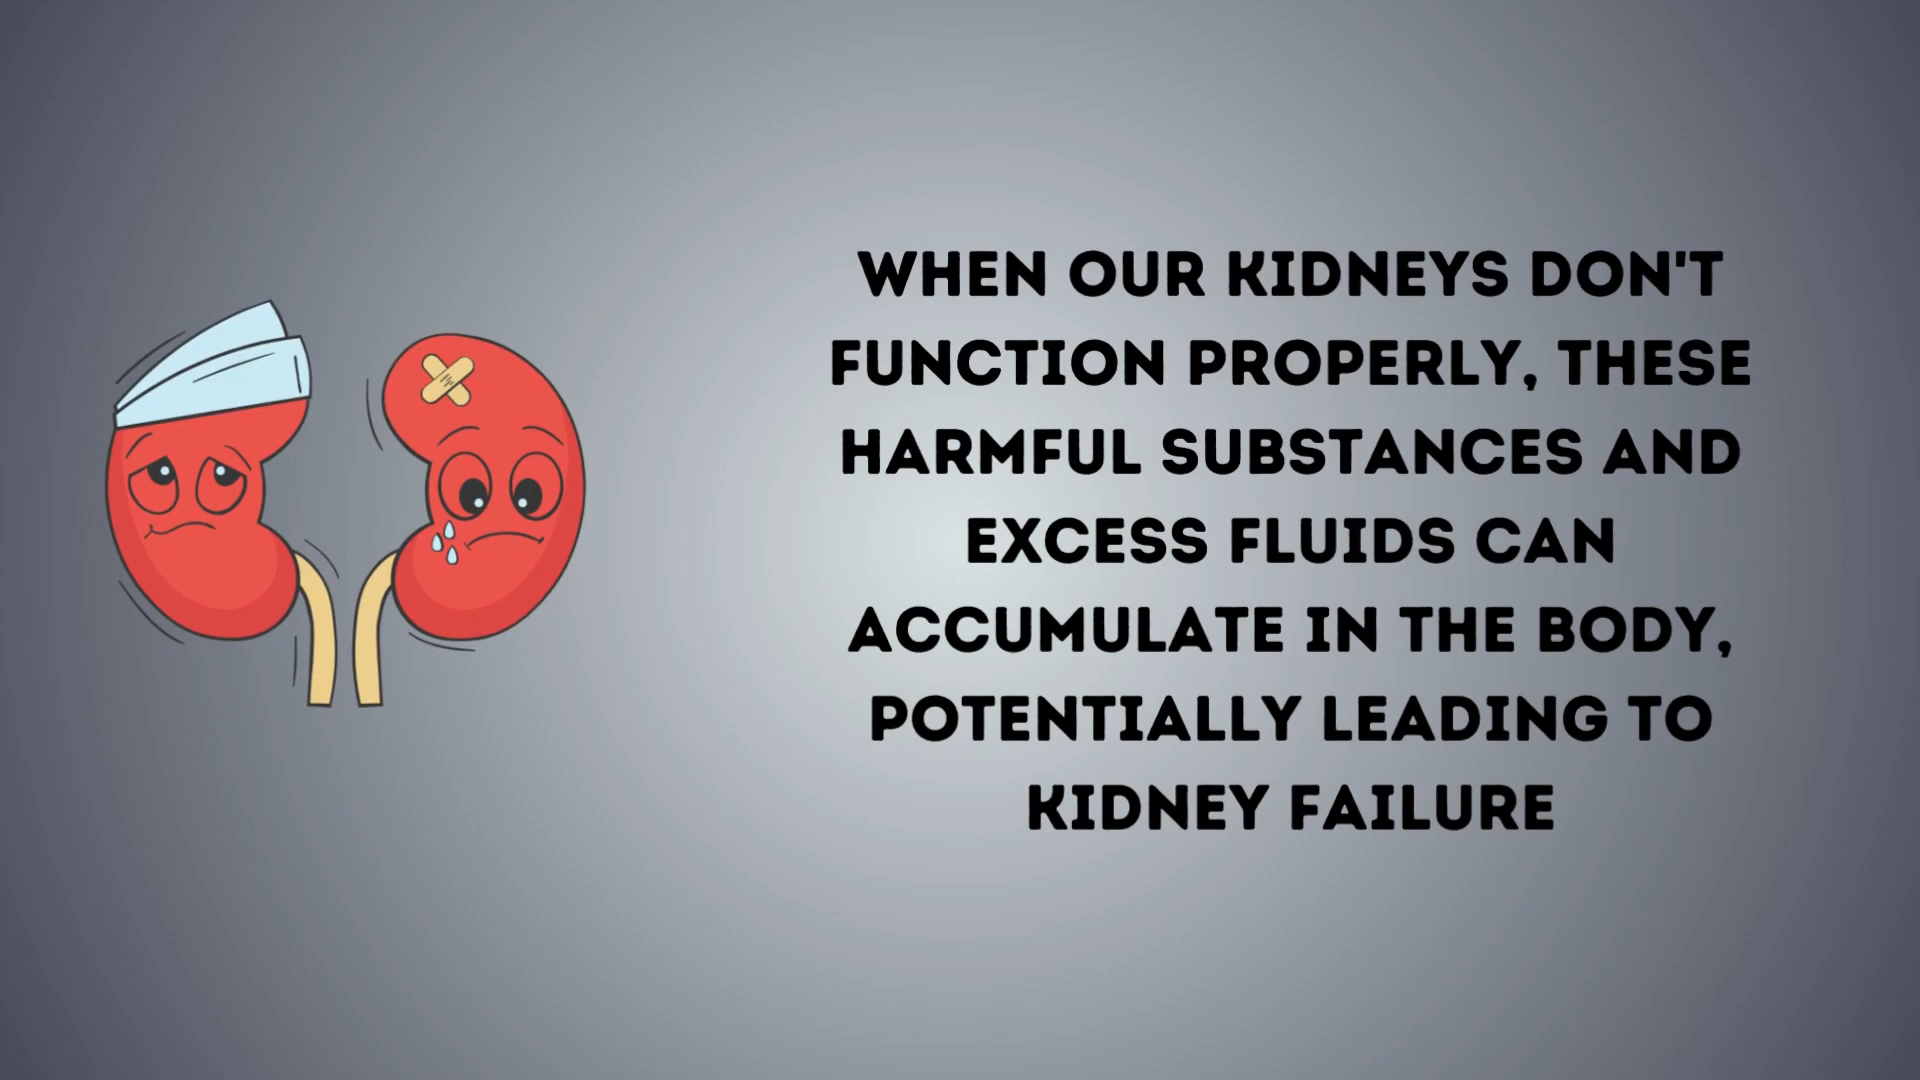 WHEN OUR KIDNEYS DON'T
FUNCTION PROPERLY, THESE
HARMFUL SUBSTANCES AND
EXCESS FLUIDS CAN
ACCUMULATE IN THE BODY,
POTENTIALLY LEADING TO
KIDNEY FAILURE